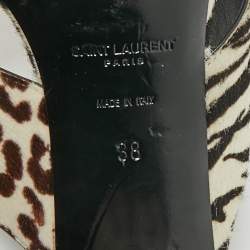 SAINT LAURENT
PARIS
MADE IN ITALY
38